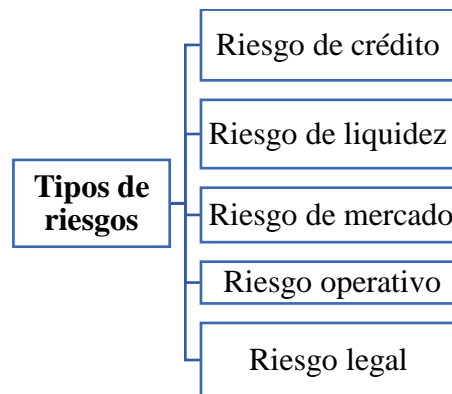 Tipos de
riesgos
Riesgo de crédito
Riesgo de liquidez
Riesgo de mercado
Riesgo operativo
Riesgo legal